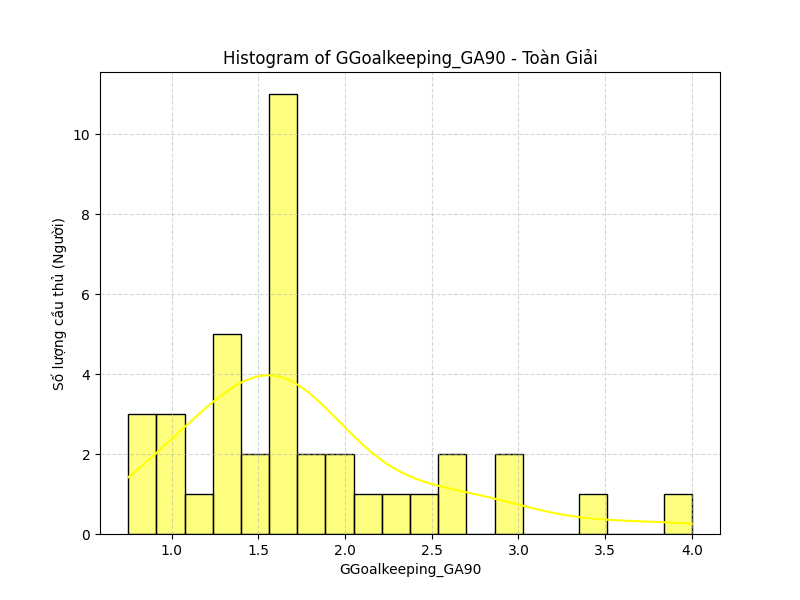 Histogram of GGoalkeeping_GA90 - Toàn Giải
Số lượng cầu thủ (Người)
10
8
6
4
2
0
1.0 1.5 2.0 2.5 3.0 3.5 4.0
GGoalkeeping_GA90